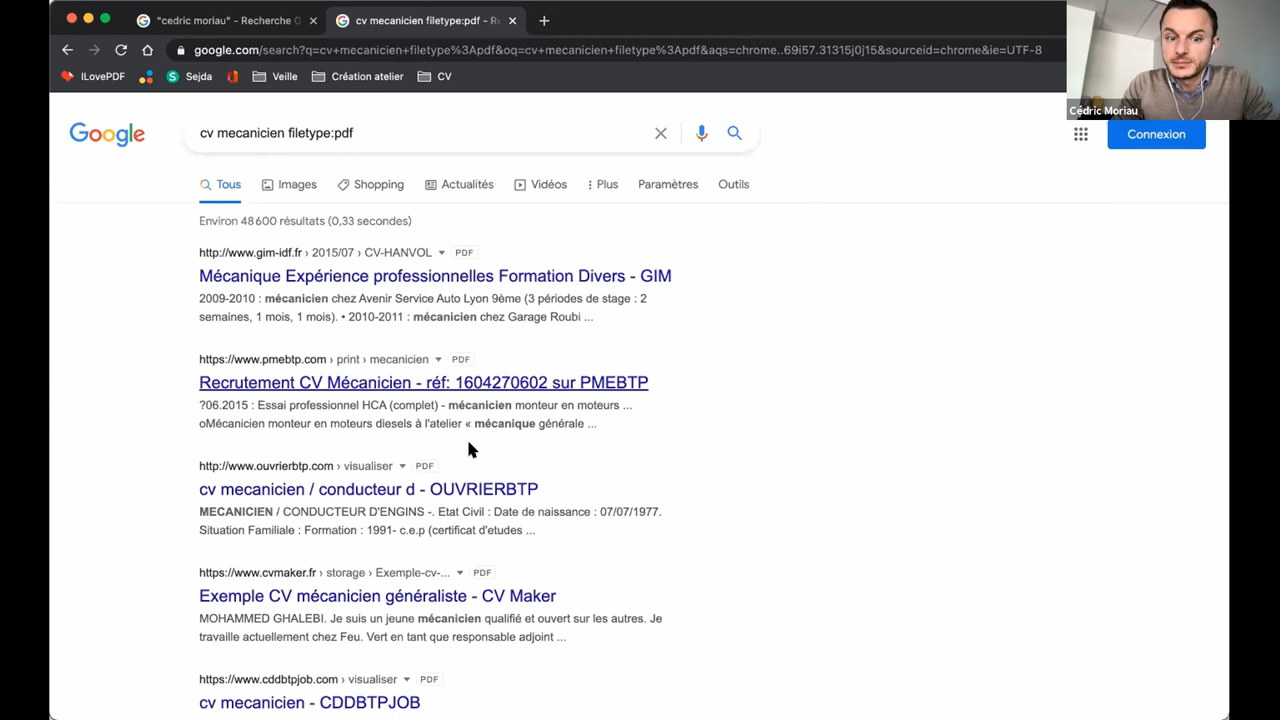 "cedric moriau" - Recherche
cv mecanicien filetype:pdf - R
google.com/search?q=cv+mecanicien+filetype%3Apdf&oq=cv+mecanicien+filetype%3Apdf&aqs=chrome..69i57.31315j0j15&sourceid=chrome&ie=UTF-8
ILovePDF
Sejda
Veille
Création atelier
CV
Cédric Moriau
Google
cv mecanicien filetype:pdf
Connexion
Tous
Images
Shopping
Actualités
Vidéos
Plus
Paramètres
Outils
Environ 48 600 résultats (0,33 secondes)
http://www.gim-idf.fr › 2015/07 › CV-HANVOL PDF
Mécanique Expérience professionnelles Formation Divers - GIM
2009-2010 : mécanicien chez Avenir Service Auto Lyon 9ème (3 périodes de stage : 2
semaines, 1 mois, 1 mois). • 2010-2011 : mécanicien chez Garage Roubi ...
https://www.pmebtp.com › print › mecanicien PDF
Recrutement CV Mécanicien - réf: 1604270602 sur PMEBTP
?06.2015 : Essai professionnel HCA (complet) - mécanicien monteur en moteurs ...
oMécanicien monteur en moteurs diesels à l'atelier « mécanique générale ...
http://www.ouvrierbtp.com › visualiser PDF
cv mecanicien / conducteur d - OUVRIERBTP
MECANICIEN / CONDUCTEUR D'ENGINS -. Etat Civil : Date de naissance : 07/07/1977.
Situation Familiale : Formation : 1991- c.e.p (certificat d'etudes ...
https://www.cvmaker.fr › storage › Exemple-cv-... PDF
Exemple CV mécanicien généraliste - CV Maker
MOHAMMED GHALEBI. Je suis un jeune mécanicien qualifié et ouvert sur les autres. Je
travaille actuellement chez Feu. Vert en tant que responsable adjoint ...
https://www.cddbtpjob.com › visualiser PDF
cv mecanicien - CDDBTPJOB